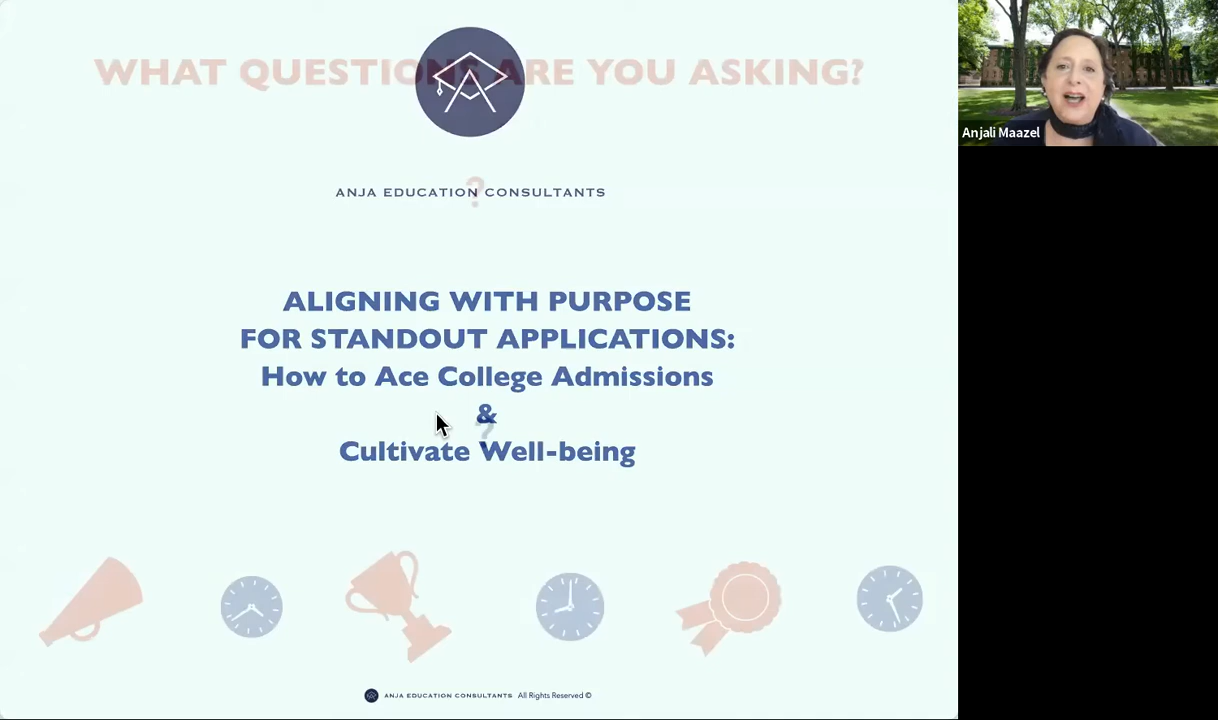 WHAT QUESTIONS ARE YOU ASKING?
?
ANJA EDUCATION CONSULTANTS
ALIGNING WITH PURPOSE
FOR STANDOUT APPLICATIONS:
How to Ace College Admissions
&
?
Cultivate Well-being
ANJA EDUCATION CONSULTANTS All Rights Reserved ©
Anjali Maazel